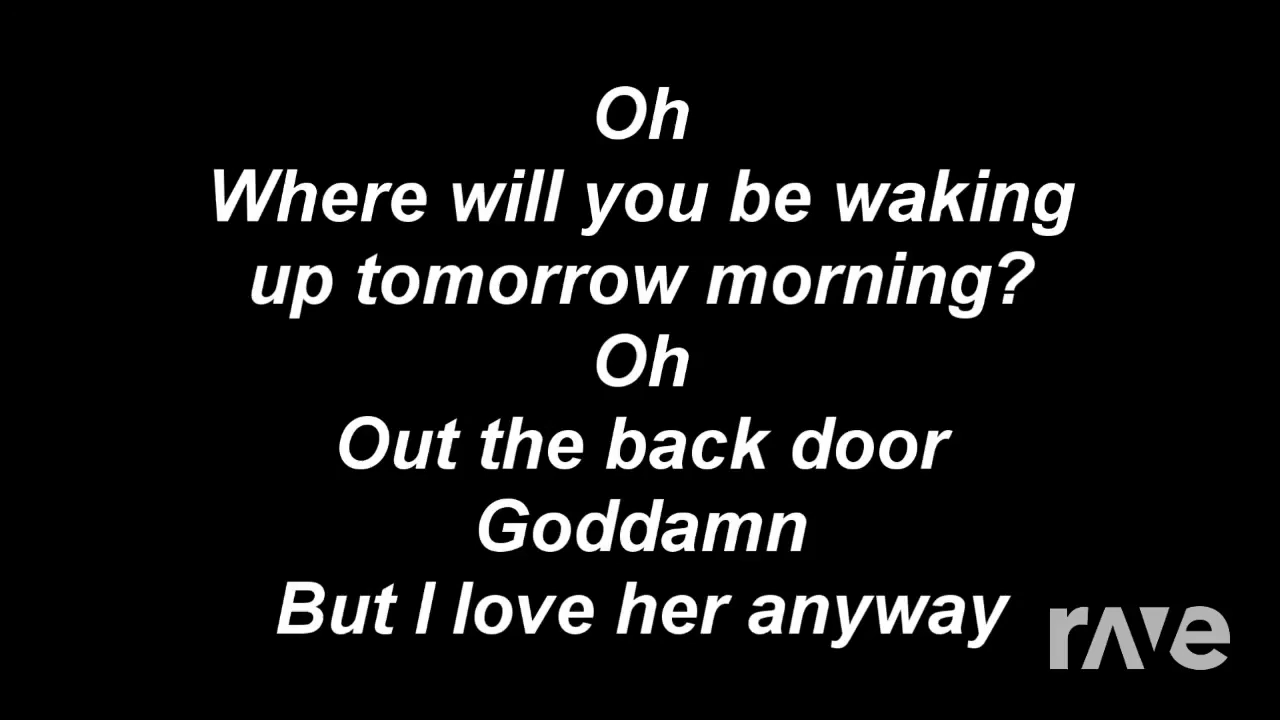 Oh
Where will you be waking
up tomorrow morning?
Oh
Out the back door
Goddamn
But I love her anyway
rave